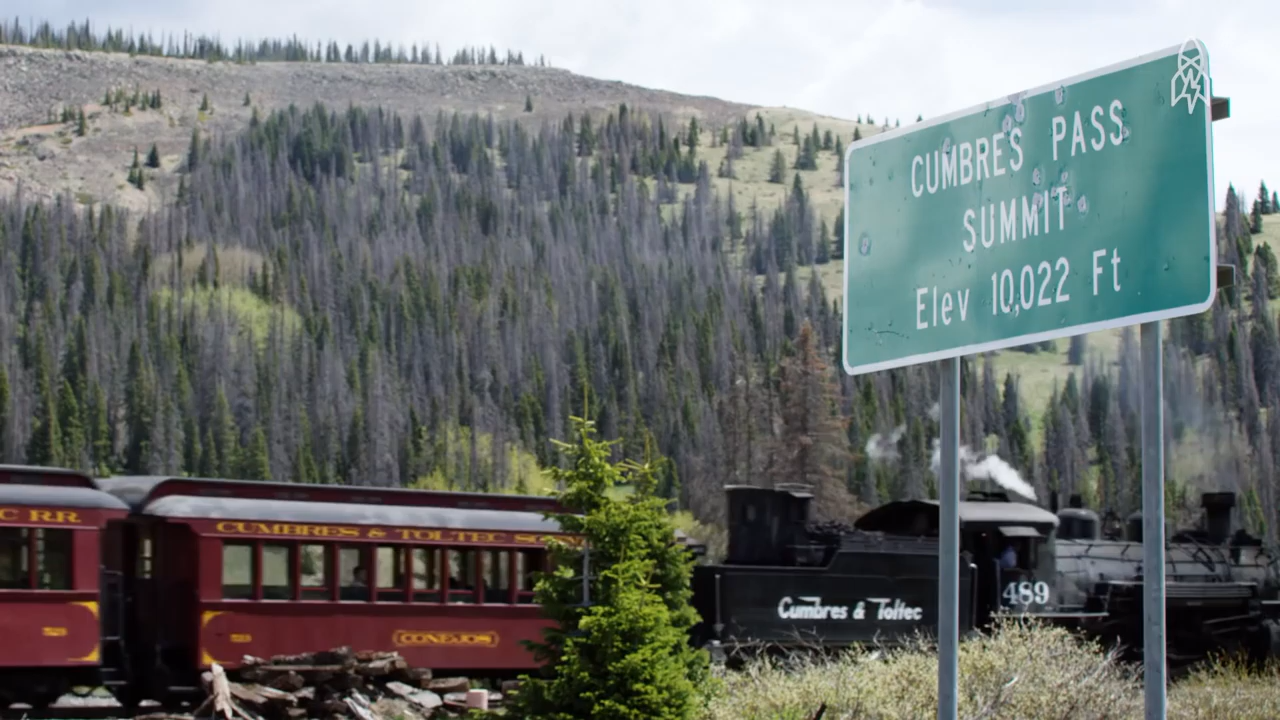 CUMBRES PASS
SUMMIT
Elev 10,022 Ft
C R.R.
CUMBRES & TOLTEC
CONEJOS
Cumbres & Toltec
489